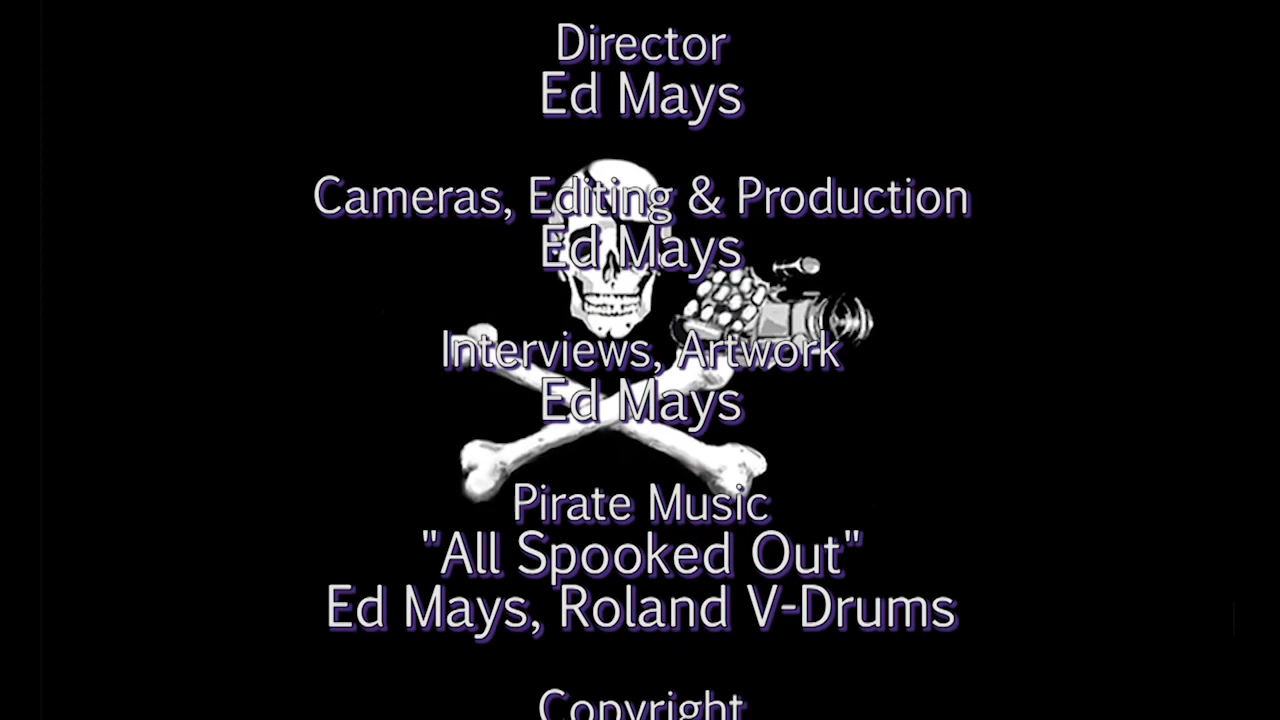 Director
Ed Mays
Cameras, Editing & Production
Ed Mays
Interviews, Artwork
Ed Mays
Pirate Music
"All Spooked Out"
Ed Mays, Roland V-Drums
Copyright